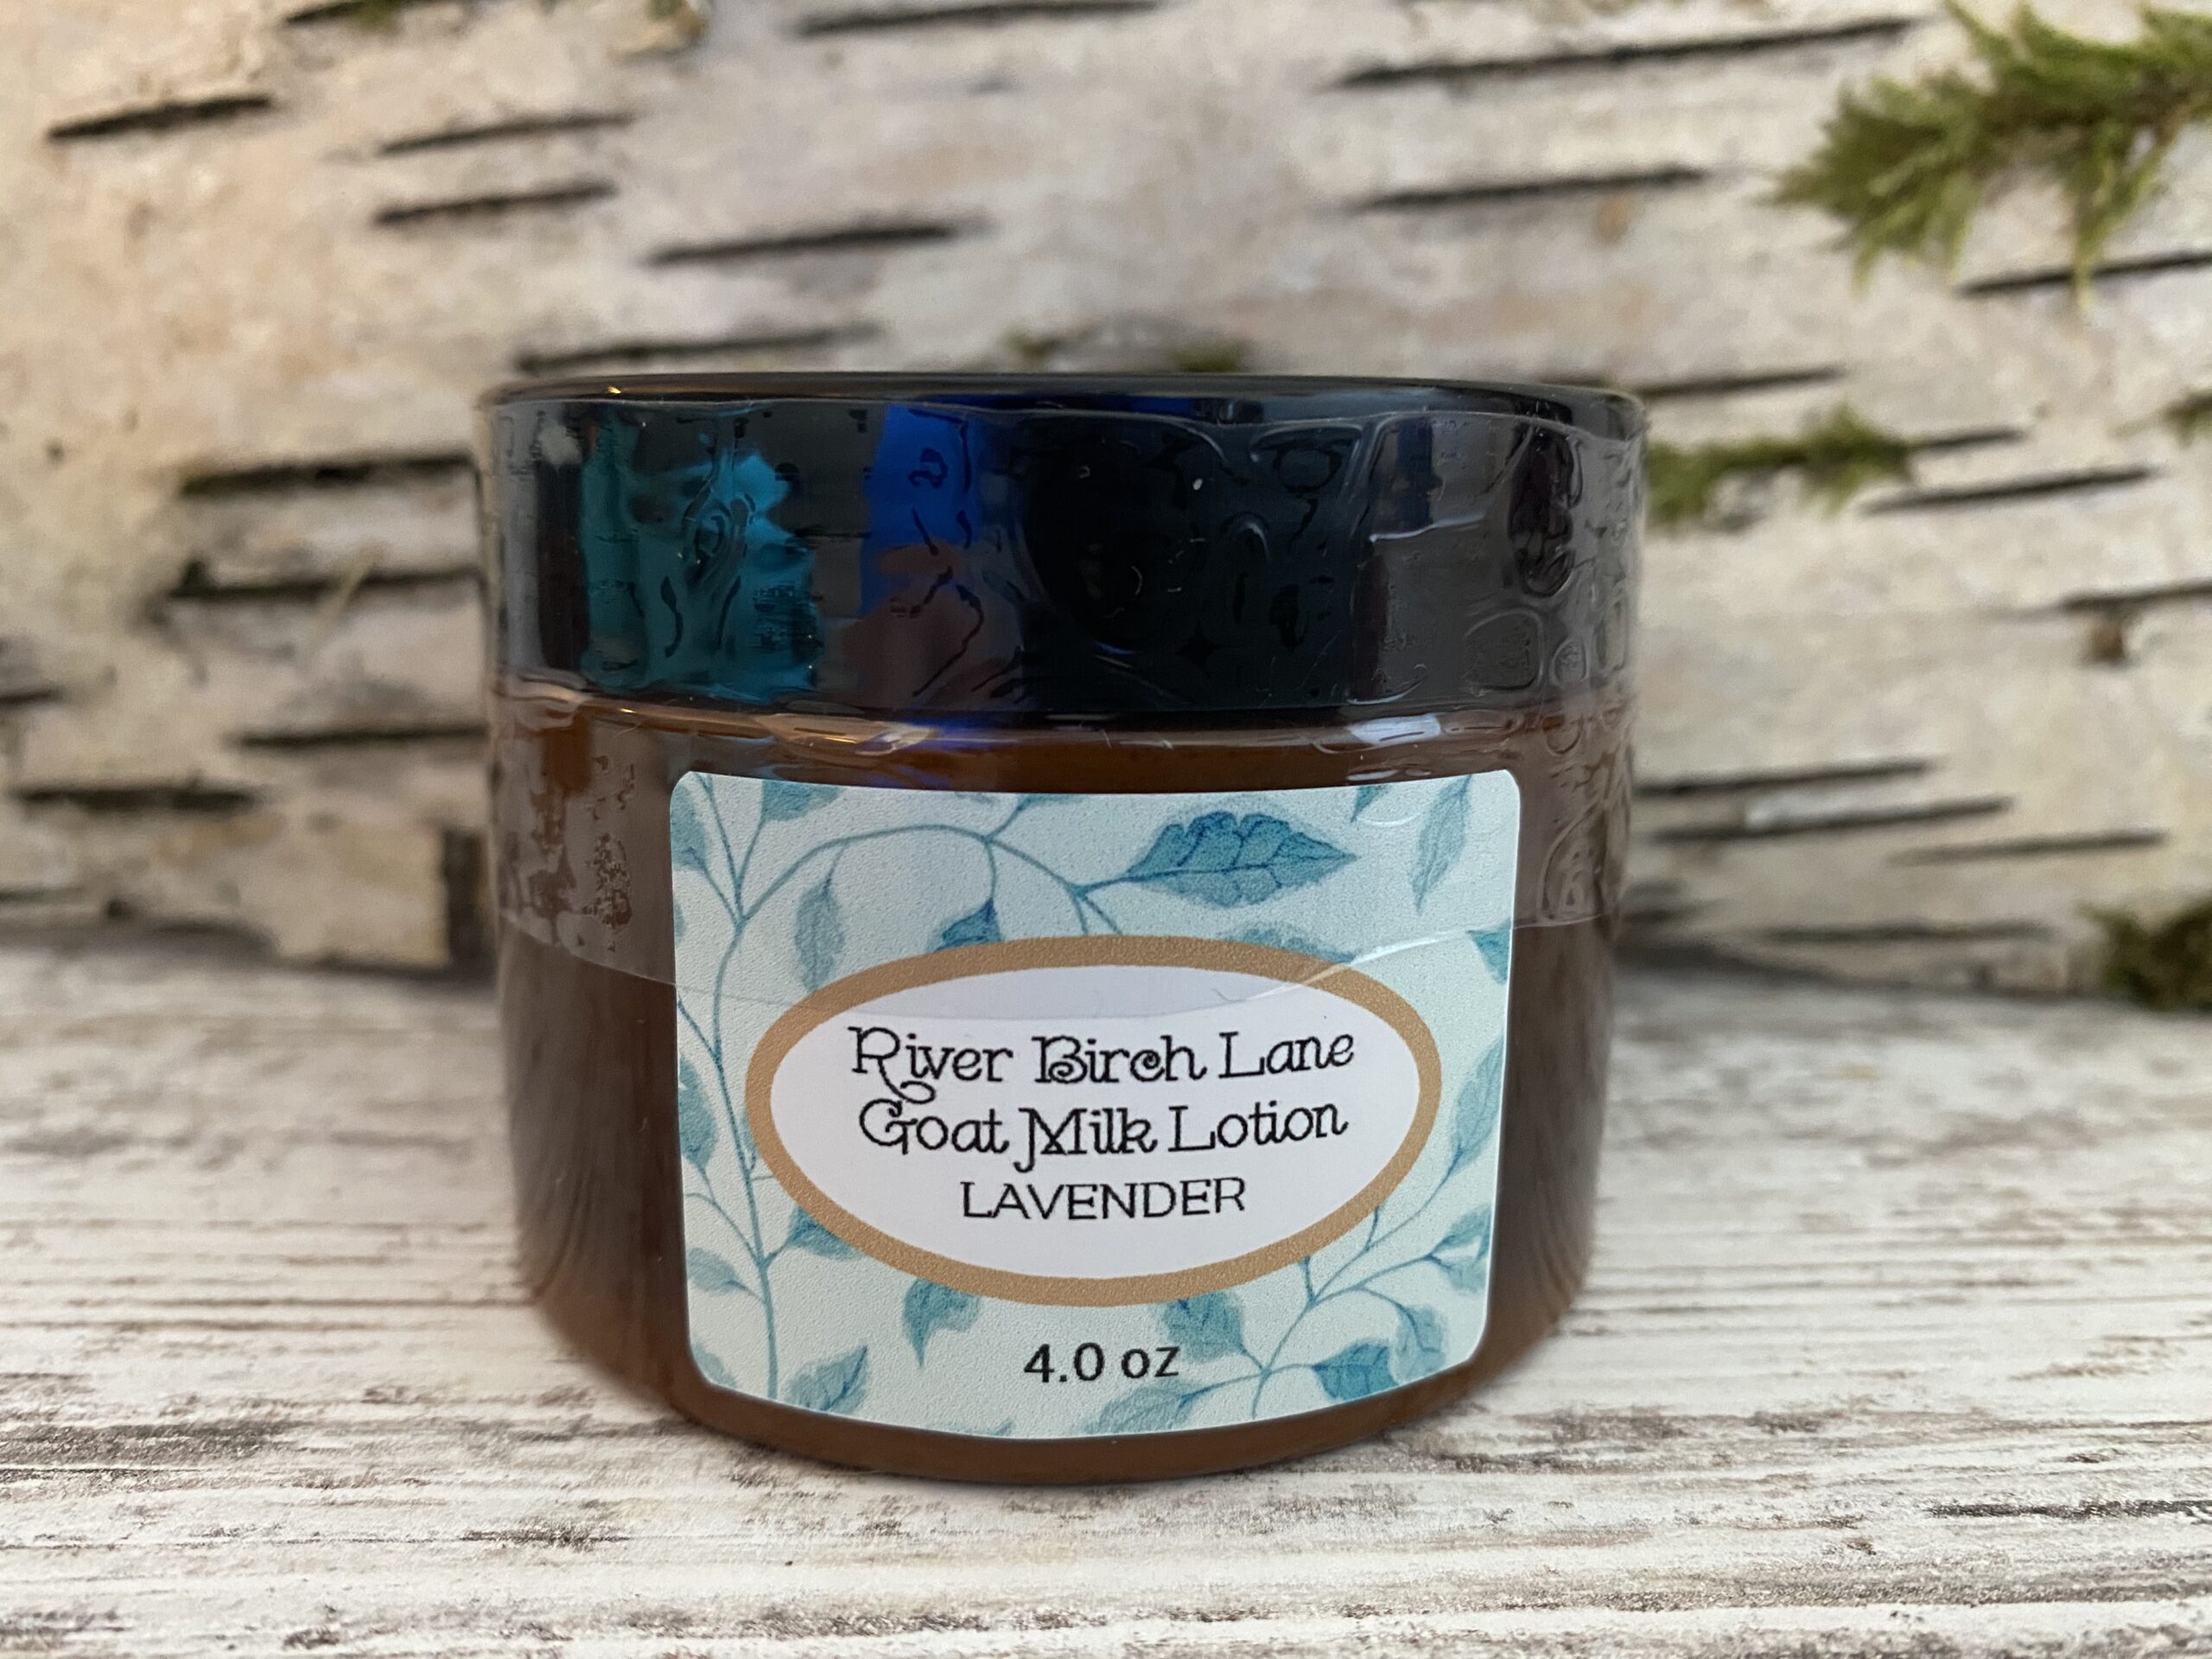 River Birch Lane
Goat Milk Lotion
LAVENDER
4.0 oz